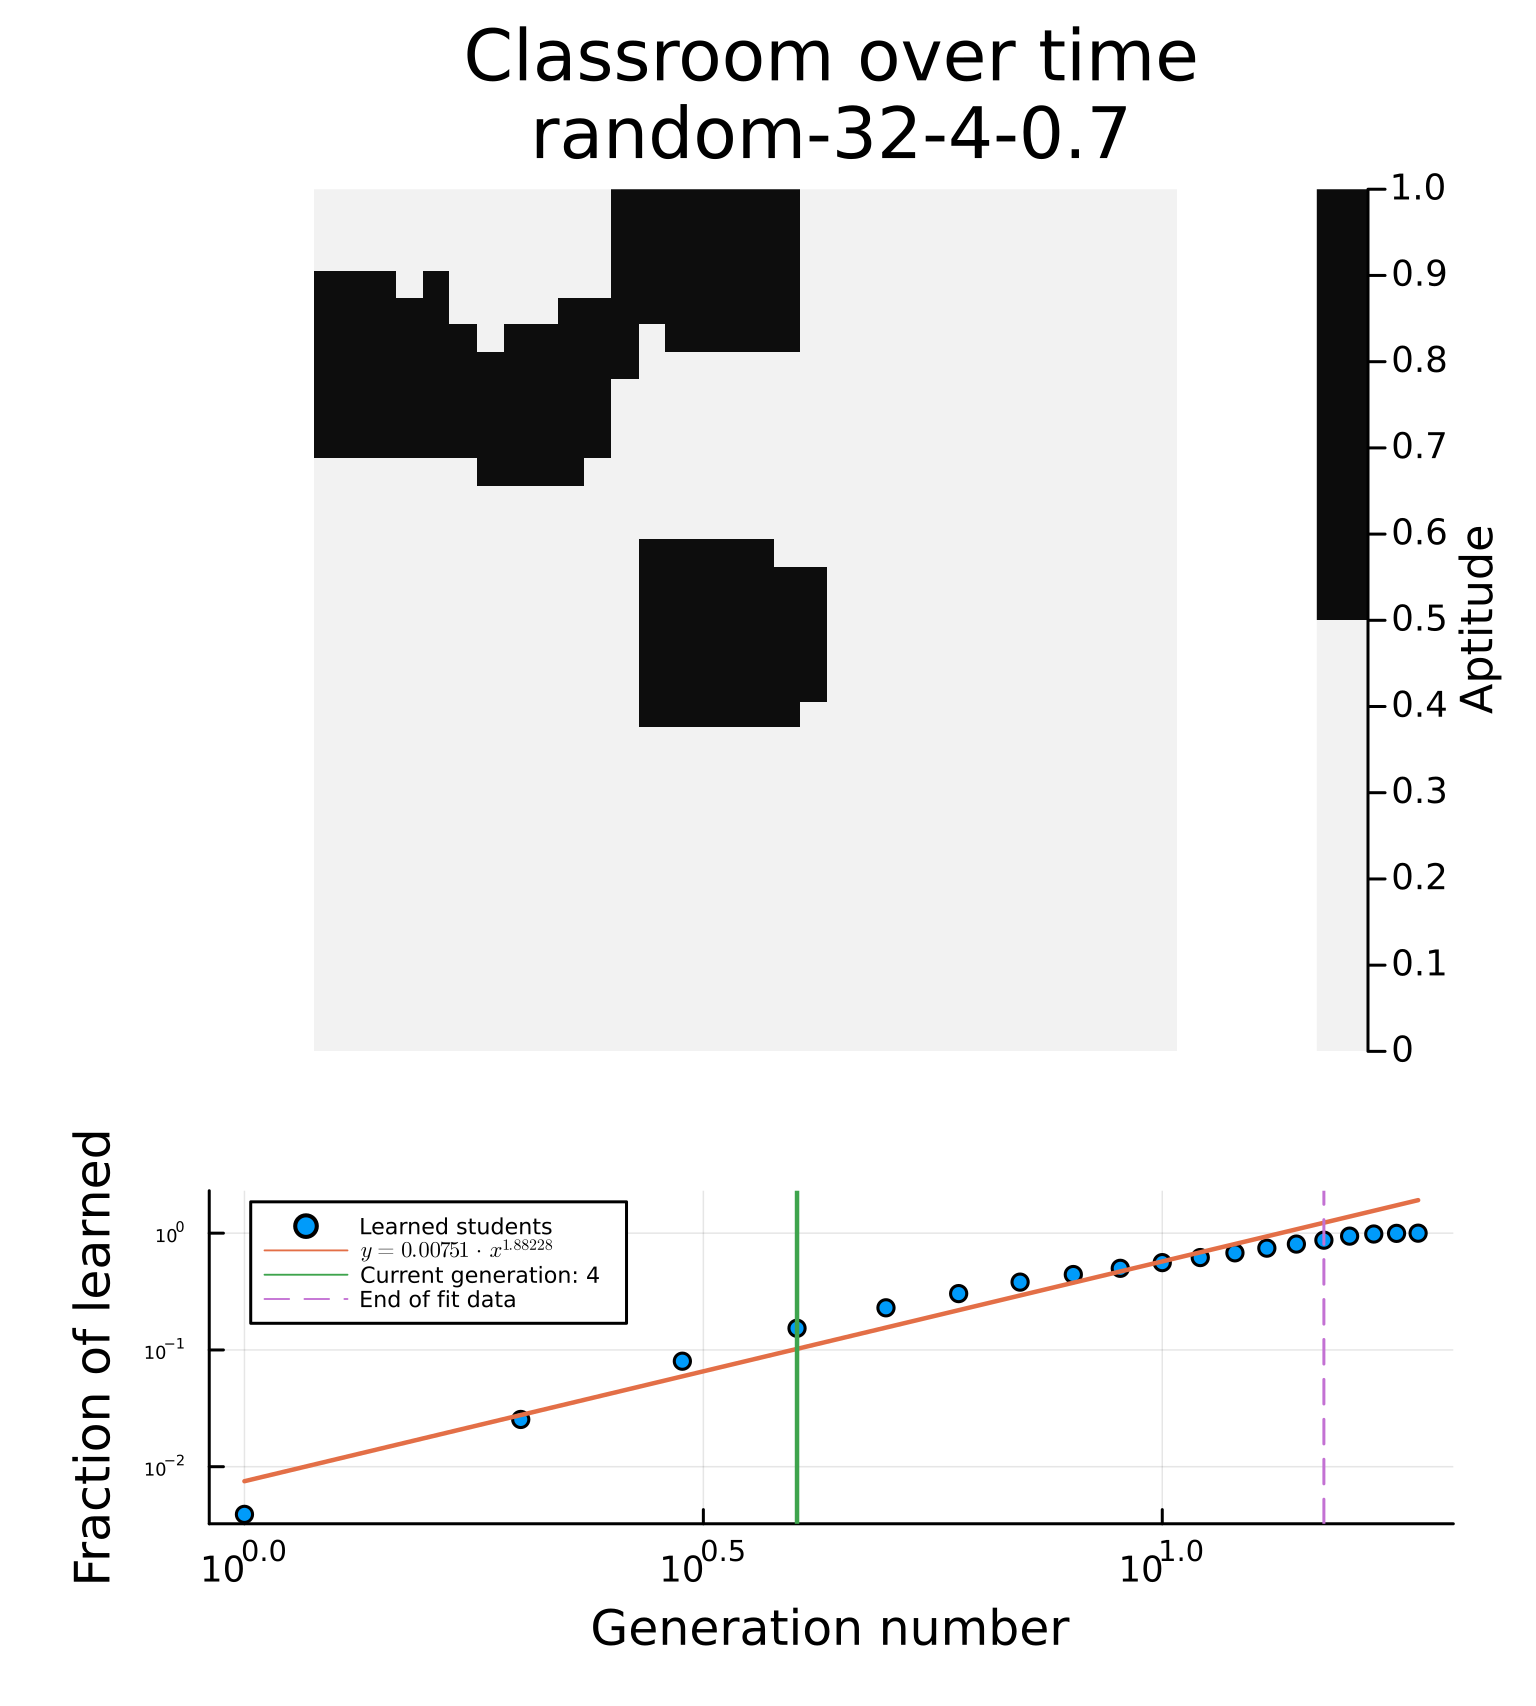 Classroom over time
random-32-4-0.7
1.0
0.9
0.8
0.7
0.6
0.5
0.4
0.3
0.2
0.1
0
Aptitude
Fraction of learned
10⁰
10⁻¹
10⁻²
Learned students
y = 0.00751 · x^1.88228
Current generation: 4
End of fit data
10^0.0
10^0.5
10^1.0
Generation number